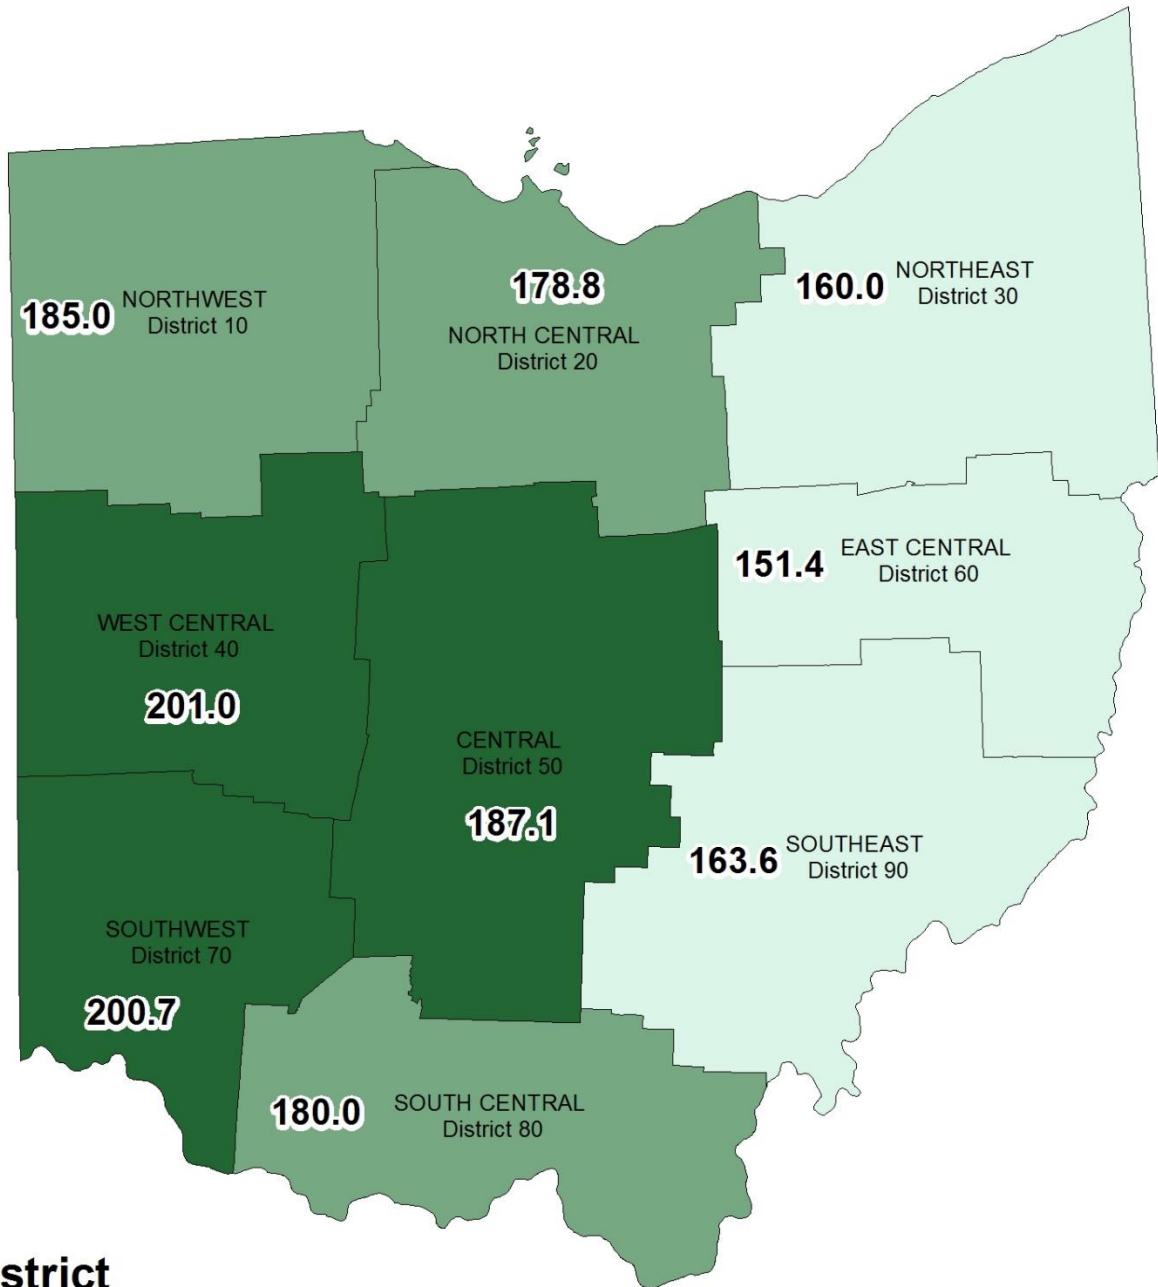 178.8
NORTH CENTRAL
District 20
160.0
NORTHEAST
District 30
185.0
NORTHWEST
District 10
151.4
EAST CENTRAL
District 60
WEST CENTRAL
District 40
201.0
CENTRAL
District 50
187.1
163.6
SOUTHEAST
District 90
SOUTHWEST
District 70
200.7
180.0
SOUTH CENTRAL
District 80
strict